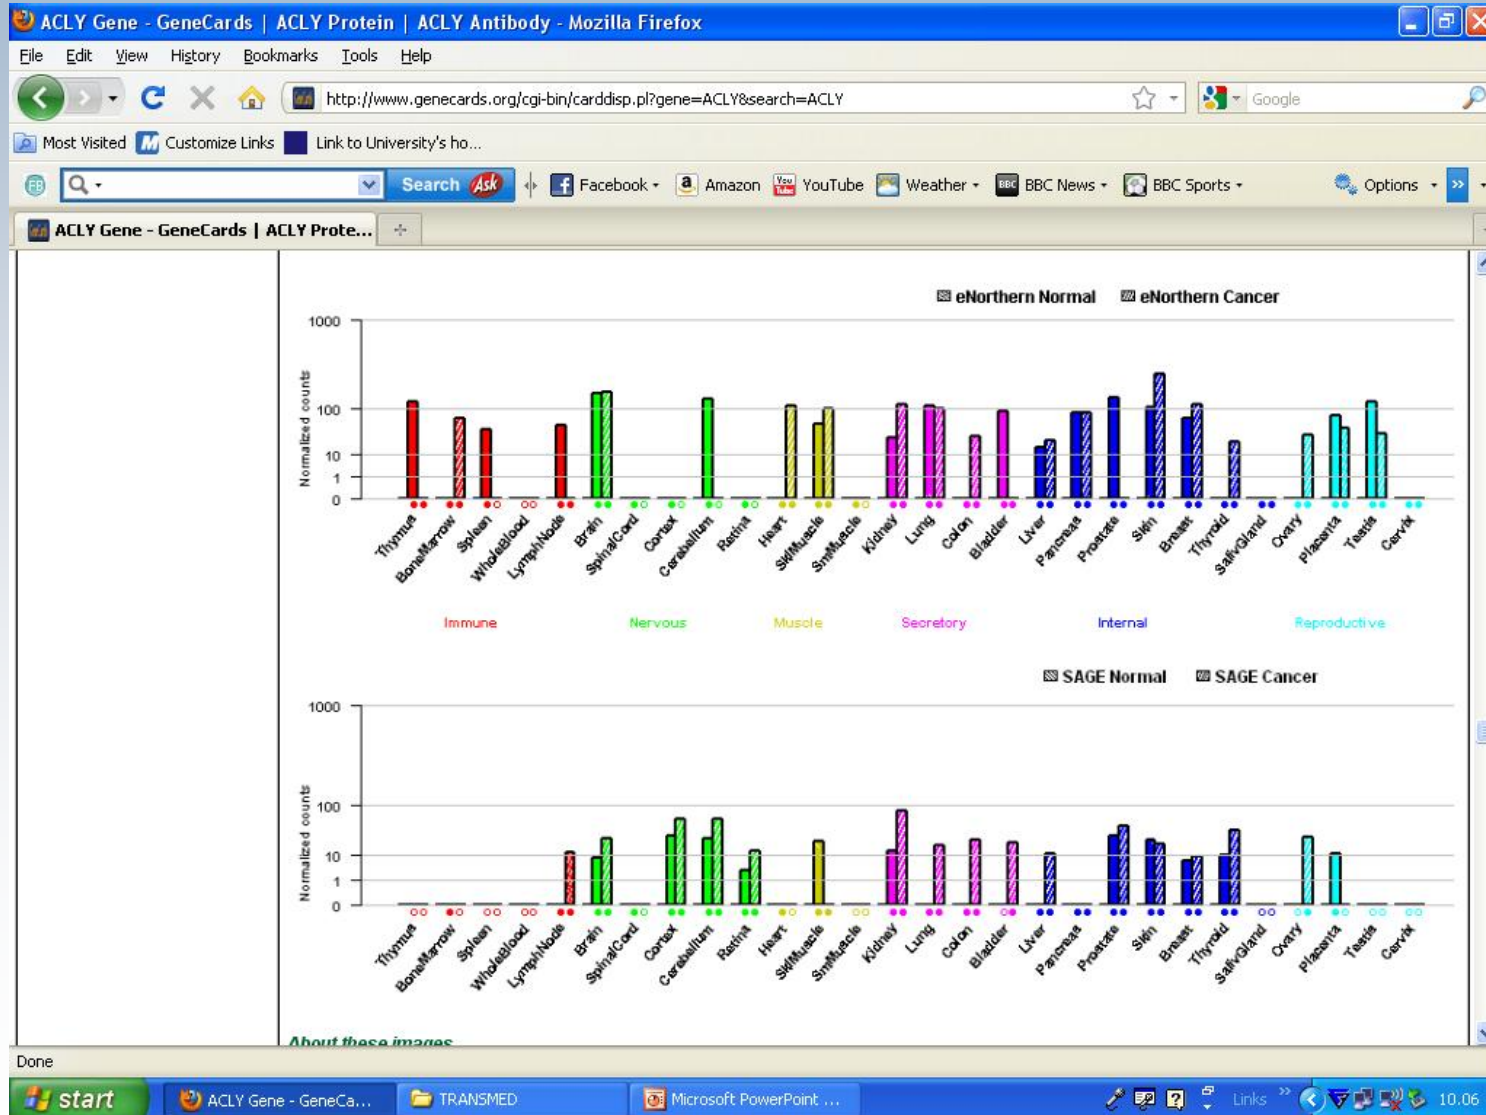 ACLY Gene - GeneCards | ACLY Protein | ACLY Antibody - Mozilla Firefox
File Edit View History Bookmarks Tools Help
http://www.genecards.org/cgi-bin/carddisp.pl?gene=ACLY&search=ACLY Google
Most Visited Customize Links Link to University's ho...
FB Search Ask Facebook Amazon YouTube Weather BBC BBC News BBC Sports Options »
ACLY Gene - GeneCards | ACLY Prote...
eNorthern Normal eNorthern Cancer
Normalized counts
1000
100
10
1
0
Thymus BoneMarrow Spleen WholeBlood LymphNode Brain SpinalCord Cortex Cerebellum Retina Heart SklMuscle SmMuscle Kidney Lung Colon Bladder Liver Pancreas Prostate Skin Breast Thyroid SalivGland Ovary Placenta Testis Cervix
Immune Nervous Muscle Secretory Internal Reproductive
SAGE Normal SAGE Cancer
Normalized counts
1000
100
10
1
0
Thymus BoneMarrow Spleen WholeBlood LymphNode Brain SpinalCord Cortex Cerebellum Retina Heart SklMuscle SmMuscle Kidney Lung Colon Bladder Liver Pancreas Prostate Skin Breast Thyroid SalivGland Ovary Placenta Testis Cervix
About these images
Done
start ACLY Gene - GeneCa... TRANSMED Microsoft PowerPoint ... Links » 10.06